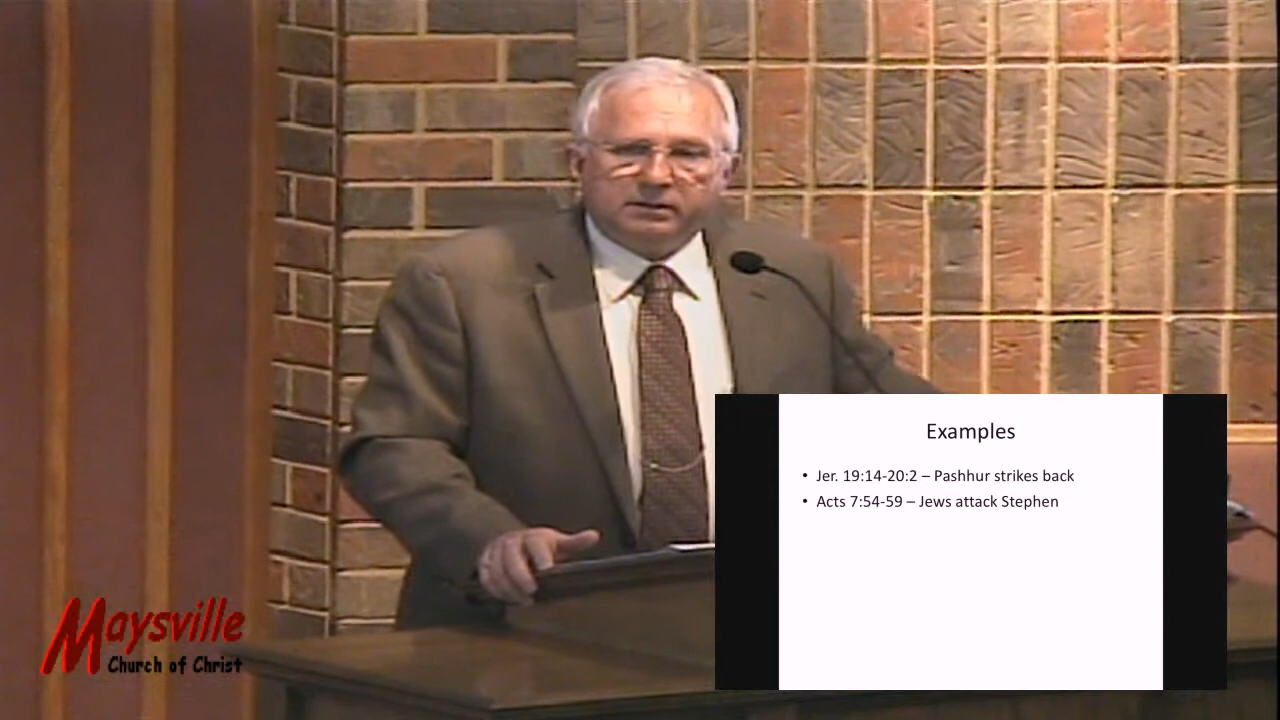 Examples
• Jer. 19:14-20:2 – Pashhur strikes back
• Acts 7:54-59 – Jews attack Stephen
Maysville
Church of Christ